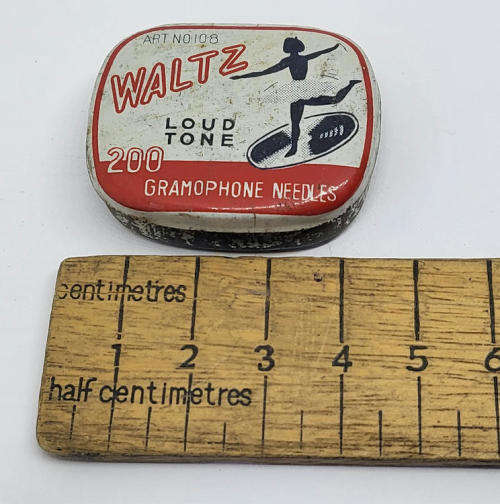 ART NO 108
WALTZ
LOUD
TONE
200
GRAMOPHONE NEEDLES
centimetres
1 2 3 4 5 6
half centimetres